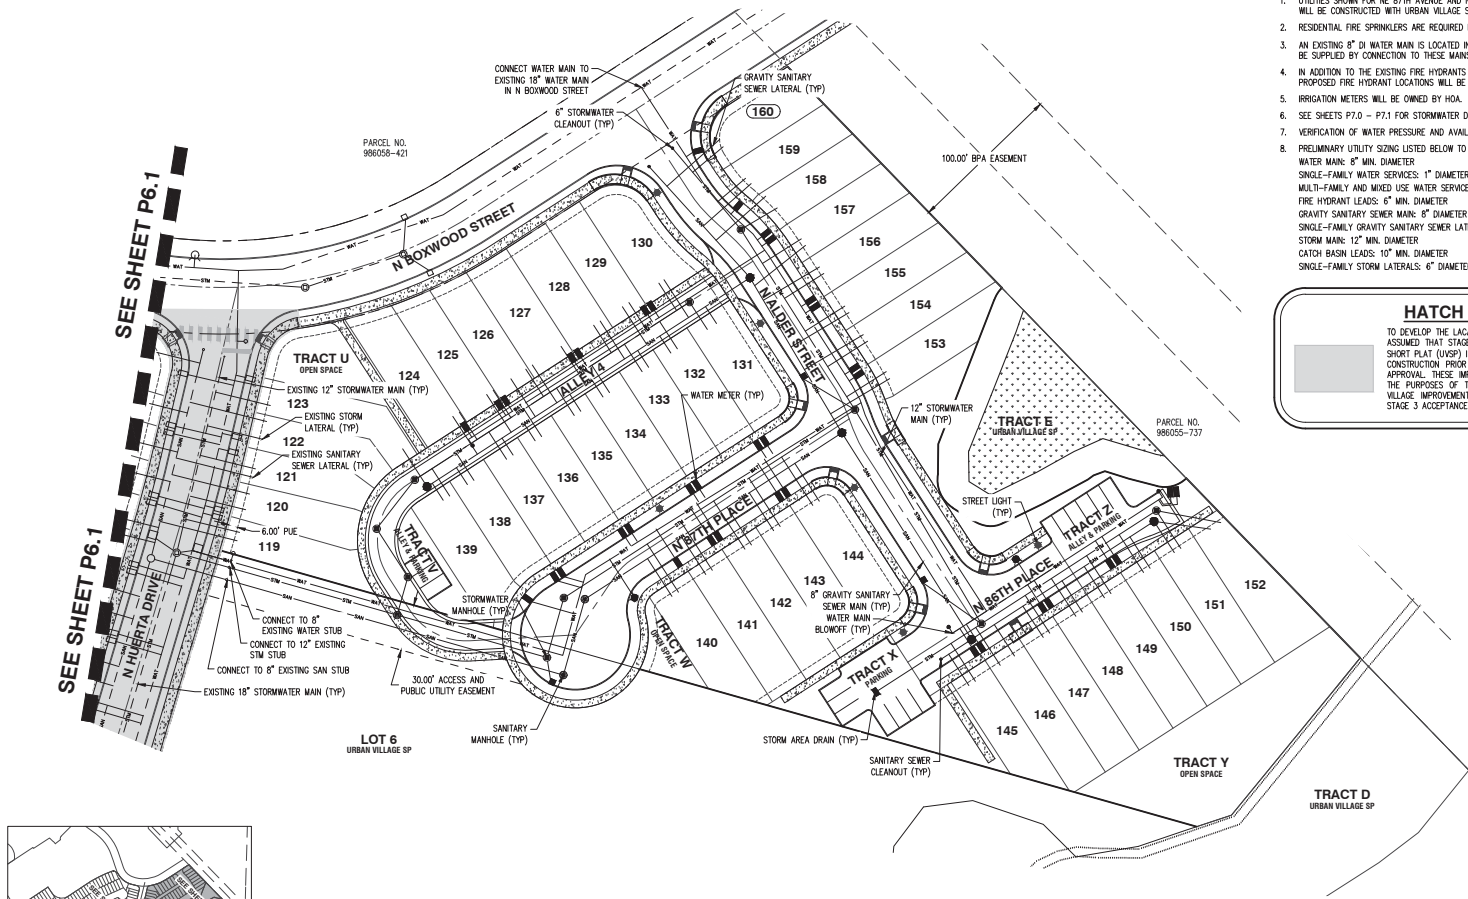 1. UTILITIES SHOWN FOR NE 87TH AVENUE AND
WILL BE CONSTRUCTED WITH URBAN VILLAGE S
2. RESIDENTIAL FIRE SPRINKLERS ARE REQUIRED
3. AN EXISTING 8" DI WATER MAIN IS LOCATED IN
BE SUPPLIED BY CONNECTION TO THESE MAIN
4. IN ADDITION TO THE EXISTING FIRE HYDRANTS
PROPOSED FIRE HYDRANT LOCATIONS WILL BE
5. IRRIGATION METERS WILL BE OWNED BY HOA.
6. SEE SHEETS P7.0 - P7.1 FOR STORMWATER D
7. VERIFICATION OF WATER PRESSURE AND AVAIL
8. PRELIMINARY UTILITY SIZING LISTED BELOW TO
WATER MAIN: 8" MIN. DIAMETER
SINGLE-FAMILY WATER SERVICES: 1" DIAMETER
MULTI-FAMILY AND MIXED USE WATER SERVICE
FIRE HYDRANT LEADS: 6" MIN. DIAMETER
GRAVITY SANITARY SEWER MAIN: 8" DIAMETER
SINGLE-FAMILY GRAVITY SANITARY SEWER LAT
STORM MAIN: 12" MIN. DIAMETER
CATCH BASIN LEADS: 10" MIN. DIAMETER
SINGLE-FAMILY STORM LATERALS: 6" DIAMETE
HATCH
TO DEVELOP THE LAC
ASSUMED THAT STAGE
SHORT PLAT (UVSP) I
CONSTRUCTION PRIOR
APPROVAL. THESE IM
THE PURPOSES OF T
VILLAGE IMPROVEMENT
STAGE 3 ACCEPTANCE
CONNECT WATER MAIN TO
EXISTING 18" WATER MAIN
IN N BOXWOOD STREET
6" STORMWATER
CLEANOUT (TYP)
GRAVITY SANITARY
SEWER LATERAL (TYP)
160
PARCEL NO.
986058-421
100.00' BPA EASEMENT
SEE SHEET P6.1
N BOXWOOD STREET
159
158
157
156
155
154
153
130
129
128
127
126
125
124
N ALDER STREET
TRACT U
OPEN SPACE
EXISTING 12" STORMWATER MAIN (TYP)
123
EXISTING STORM
LATERAL (TYP)
122
EXISTING SANITARY
SEWER LATERAL (TYP)
121
120
6.00' PUE
119
ALLEY 4
131
132
WATER METER (TYP)
133
134
135
136
137
138
139
12" STORMWATER
MAIN (TYP)
TRACT E
URBAN VILLAGE SP
PARCEL NO.
986055-737
STREET LIGHT
(TYP)
TRACT Z
ALLEY & PARKING
N 87TH PLACE
TRACT V
ALLEY & PARKING
SEE SHEET P6.1
N HUERTA DRIVE
STORMWATER
MANHOLE (TYP)
144
143
142
141
140
8" GRAVITY SANITARY
SEWER MAIN (TYP)
WATER MAIN
BLOWOFF (TYP)
N 86TH PLACE
152
151
150
149
148
147
146
145
CONNECT TO 8"
EXISTING WATER STUB
CONNECT TO 12" EXISTING
STM STUB
CONNECT TO 8" EXISTING SAN STUB
EXISTING 18" STORMWATER MAIN (TYP)
30.00' ACCESS AND
PUBLIC UTILITY EASEMENT
TRACT W
OPEN SPACE
TRACT X
PARKING
SANITARY
MANHOLE (TYP)
STORM AREA DRAIN (TYP)
SANITARY SEWER
CLEANOUT (TYP)
LOT 6
URBAN VILLAGE SP
TRACT Y
OPEN SPACE
TRACT D
URBAN VILLAGE SP